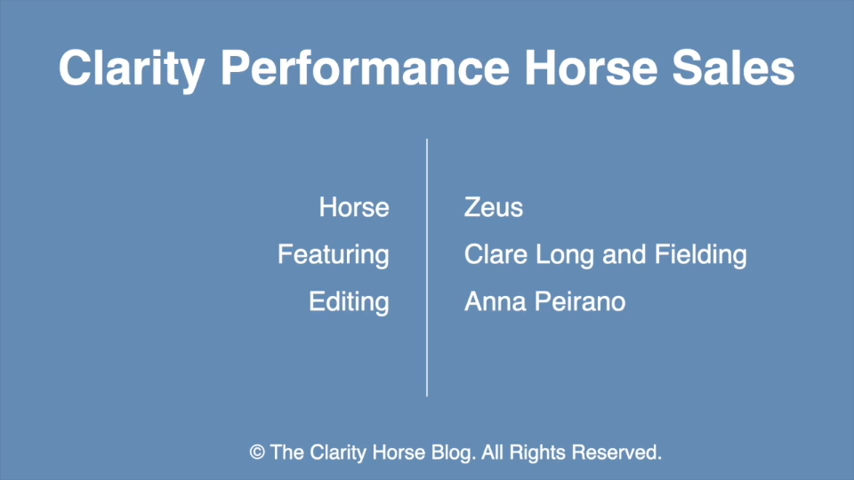 Clarity Performance Horse Sales
Horse Zeus
Featuring Clare Long and Fielding
Editing Anna Peirano
© The Clarity Horse Blog. All Rights Reserved.